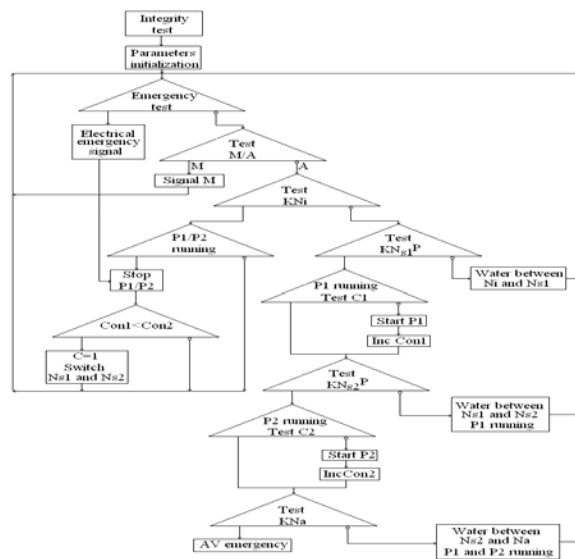 Integrity
test
Parameters
initialization
Emergency
test
Electrical
emergency
signal
Test
M/A
M
A
Signal M
Test
KNi
P1/P2
running
Test
KNs1P
Stop
P1/P2
Water between
Ni and Ns1
P1 running
Test C1
Start P1
Inc Con1
Con1<Con2
C=1
Switch
Ns1 and Ns2
Test
KNs2P
Water between
Ns1 and Ns2
P1 running
P2 running
Test C2
Start P2
IncCon2
Test
KNa
AV emergency
Water between
Ns2 and Na
P1 and P2 running